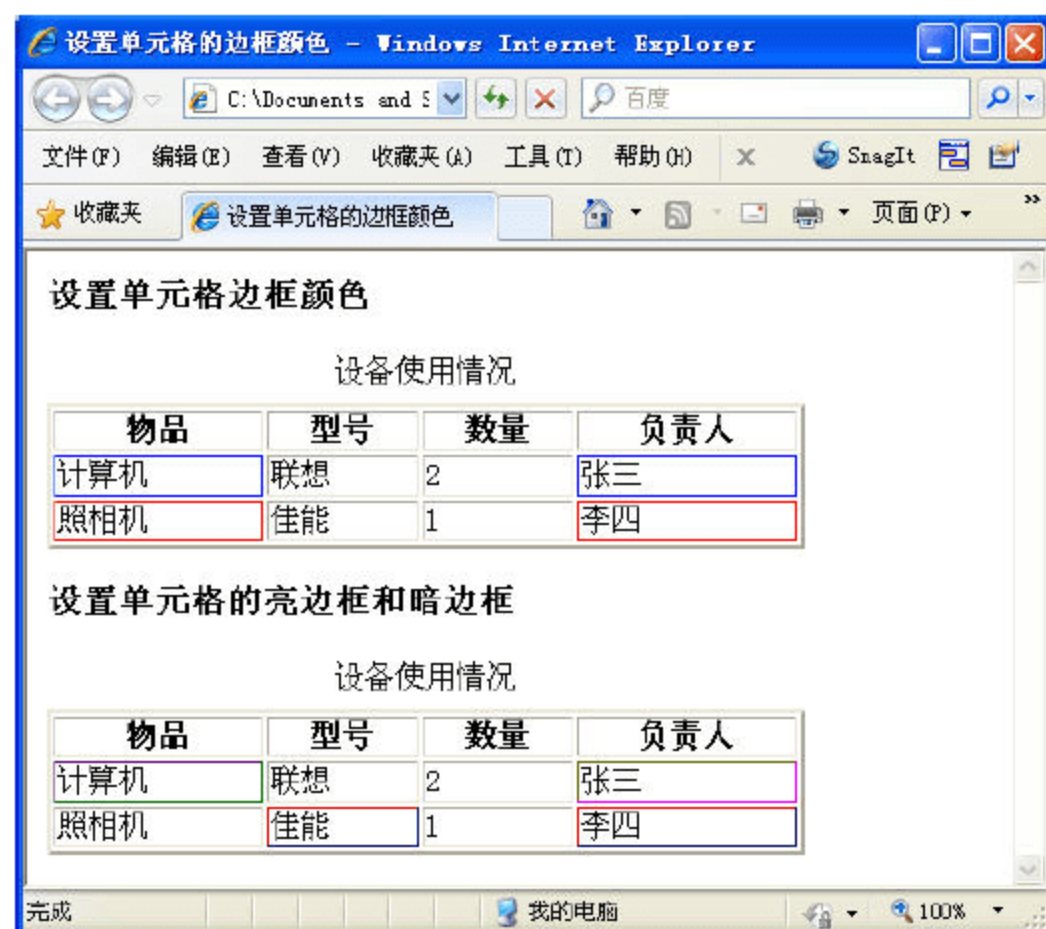 设置单元格的边框颜色 - Windows Internet Explorer
C:\Documents and S 百度
文件(F) 编辑(E) 查看(V) 收藏夹(A) 工具(T) 帮助(H) × SnagIt
收藏夹 设置单元格的边框颜色 页面(P) »
设置单元格边框颜色
设备使用情况
物品 型号 数量 负责人
计算机 联想 2 张三
照相机 佳能 1 李四
设置单元格的亮边框和暗边框
设备使用情况
物品 型号 数量 负责人
计算机 联想 2 张三
照相机 佳能 1 李四
完成 我的电脑 100%